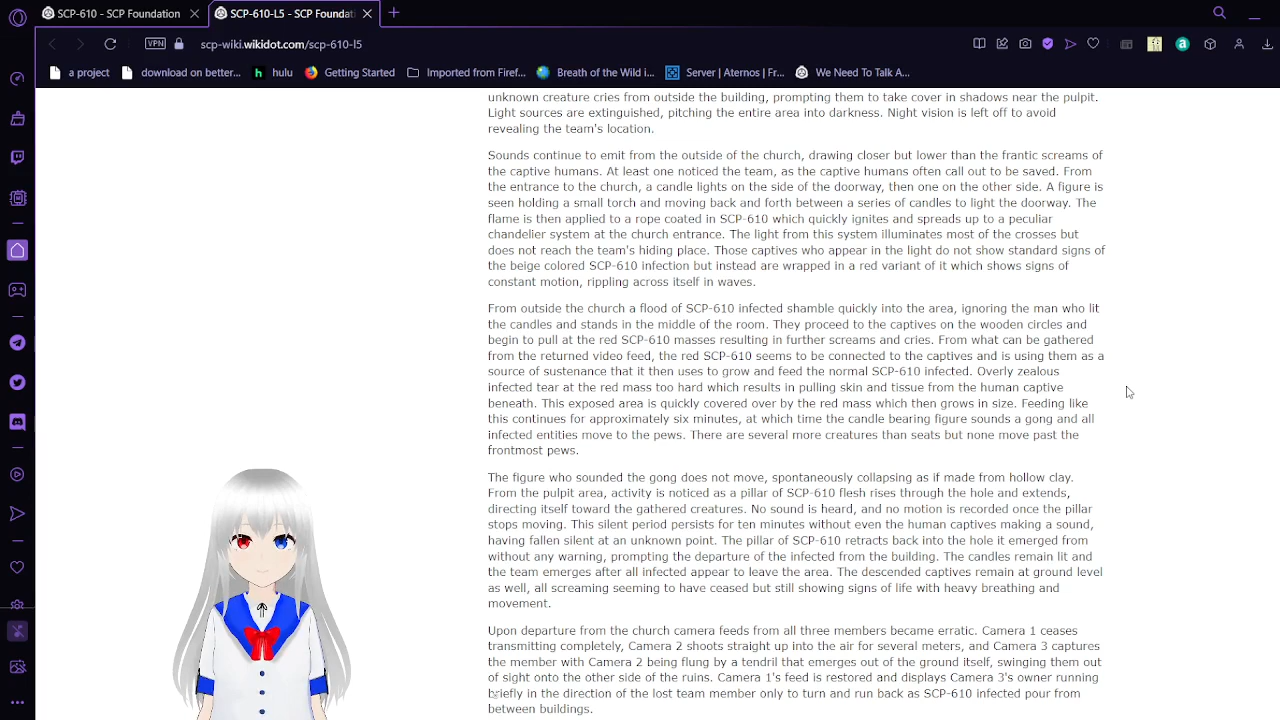 SCP-610 - SCP Foundation
SCP-610-L5 - SCP Foundati
VPN
scp-wiki.wikidot.com/scp-610-l5
a project
download on better...
hulu
Getting Started
Imported from Firef...
Breath of the Wild i...
Server | Aternos | Fr...
We Need To Talk A...
unknown creature cries from outside the building, prompting them to take cover in shadows near the pulpit.
Light sources are extinguished, pitching the entire area into darkness. Night vision is left off to avoid
revealing the team's location.
Sounds continue to emit from the outside of the church, drawing closer but lower than the frantic screams of
the captive humans. At least one noticed the team, as the captive humans often call out to be saved. From
the entrance to the church, a candle lights on the side of the doorway, then one on the other side. A figure is
seen holding a small torch and moving back and forth between a series of candles to light the doorway. The
flame is then applied to a rope coated in SCP-610 which quickly ignites and spreads up to a peculiar
chandelier system at the church entrance. The light from this system illuminates most of the crosses but
does not reach the team's hiding place. Those captives who appear in the light do not show standard signs of
the beige colored SCP-610 infection but instead are wrapped in a red variant of it which shows signs of
constant motion, rippling across itself in waves.
From outside the church a flood of SCP-610 infected shamble quickly into the area, ignoring the man who lit
the candles and stands in the middle of the room. They proceed to the captives on the wooden circles and
begin to pull at the red SCP-610 masses resulting in further screams and cries. From what can be gathered
from the returned video feed, the red SCP-610 seems to be connected to the captives and is using them as a
source of sustenance that it then uses to grow and feed the normal SCP-610 infected. Overly zealous
infected tear at the red mass too hard which results in pulling skin and tissue from the human captive
beneath. This exposed area is quickly covered over by the red mass which then grows in size. Feeding like
this continues for approximately six minutes, at which time the candle bearing figure sounds a gong and all
infected entities move to the pews. There are several more creatures than seats but none move past the
frontmost pews.
The figure who sounded the gong does not move, spontaneously collapsing as if made from hollow clay.
From the pulpit area, activity is noticed as a pillar of SCP-610 flesh rises through the hole and extends,
directing itself toward the gathered creatures. No sound is heard, and no motion is recorded once the pillar
stops moving. This silent period persists for ten minutes without even the human captives making a sound,
having fallen silent at an unknown point. The pillar of SCP-610 retracts back into the hole it emerged from
without any warning, prompting the departure of the infected from the building. The candles remain lit and
the team emerges after all infected appear to leave the area. The descended captives remain at ground level
as well, all screaming seeming to have ceased but still showing signs of life with heavy breathing and
movement.
Upon departure from the church camera feeds from all three members became erratic. Camera 1 ceases
transmitting completely, Camera 2 shoots straight up into the air for several meters, and Camera 3 captures
the member with Camera 2 being flung by a tendril that emerges out of the ground itself, swinging them out
of sight onto the other side of the ruins. Camera 1's feed is restored and displays Camera 3's owner running
briefly in the direction of the lost team member only to turn and run back as SCP-610 infected pour from
between buildings.